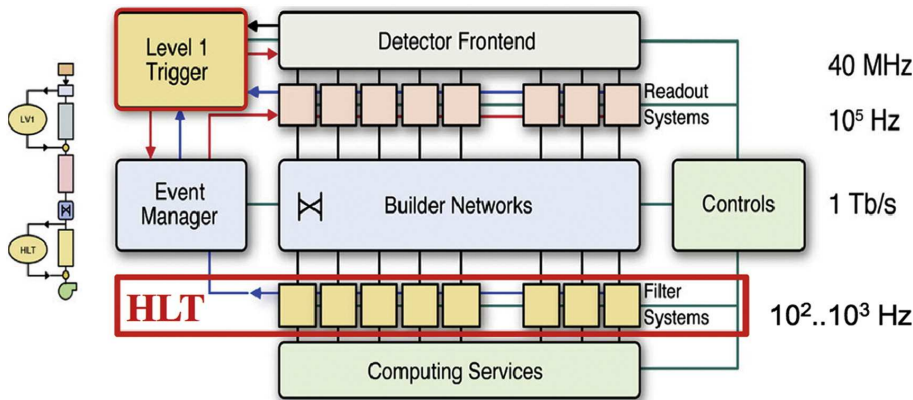 Level 1
Trigger
Detector Frontend
40 MHz
Readout
Systems
10⁵ Hz
LV1
Event
Manager
Builder Networks
Controls
1 Tb/s
HLT
HLT
Filter
Systems
10²..10³ Hz
Computing Services